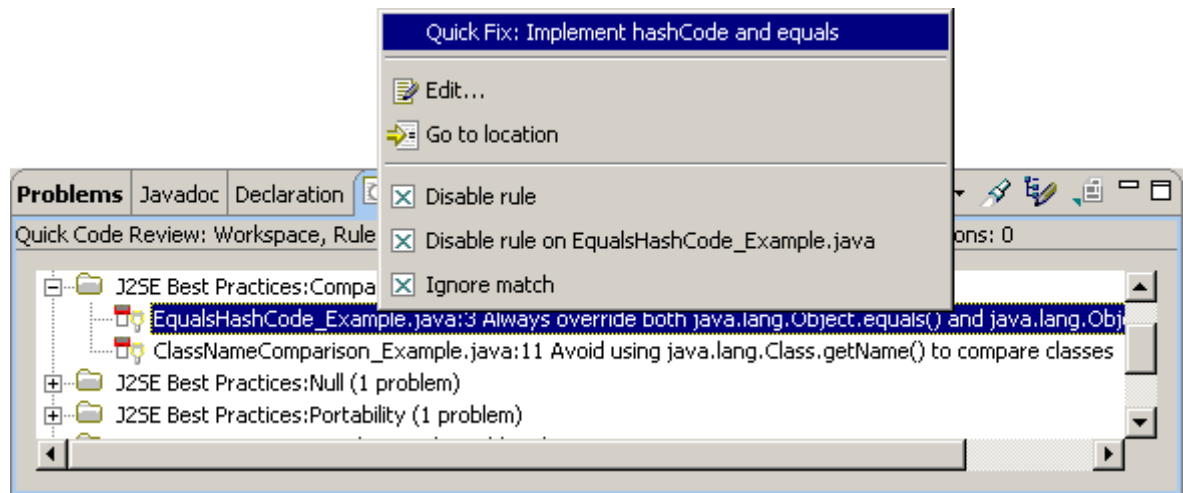 Quick Fix: Implement hashCode and equals
Edit...
Go to location
Disable rule
Disable rule on EqualsHashCode_Example.java
Ignore match
Problems Javadoc Declaration
Quick Code Review: Workspace, Rule ons: 0
J2SE Best Practices:Compa
EqualsHashCode_Example.java:3 Always override both java.lang.Object.equals() and java.lang.Obj
ClassNameComparison_Example.java:11 Avoid using java.lang.Class.getName() to compare classes
J2SE Best Practices:Null (1 problem)
J2SE Best Practices:Portability (1 problem)